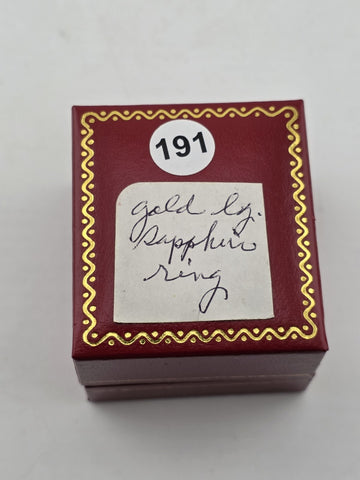 191
gold lg.
sapphire
ring